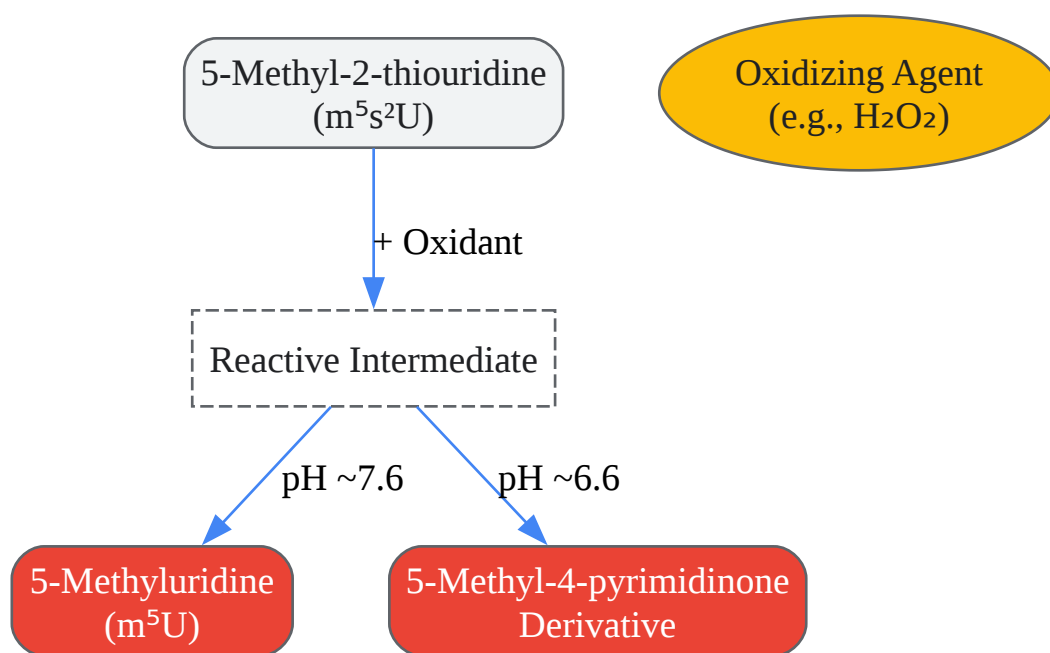 5-Methyl-2-thiouridine
(m⁵s²U)
Oxidizing Agent
(e.g., H₂O₂)
+ Oxidant
Reactive Intermediate
pH ~7.6
pH ~6.6
5-Methyluridine
(m⁵U)
5-Methyl-4-pyrimidinone
Derivative